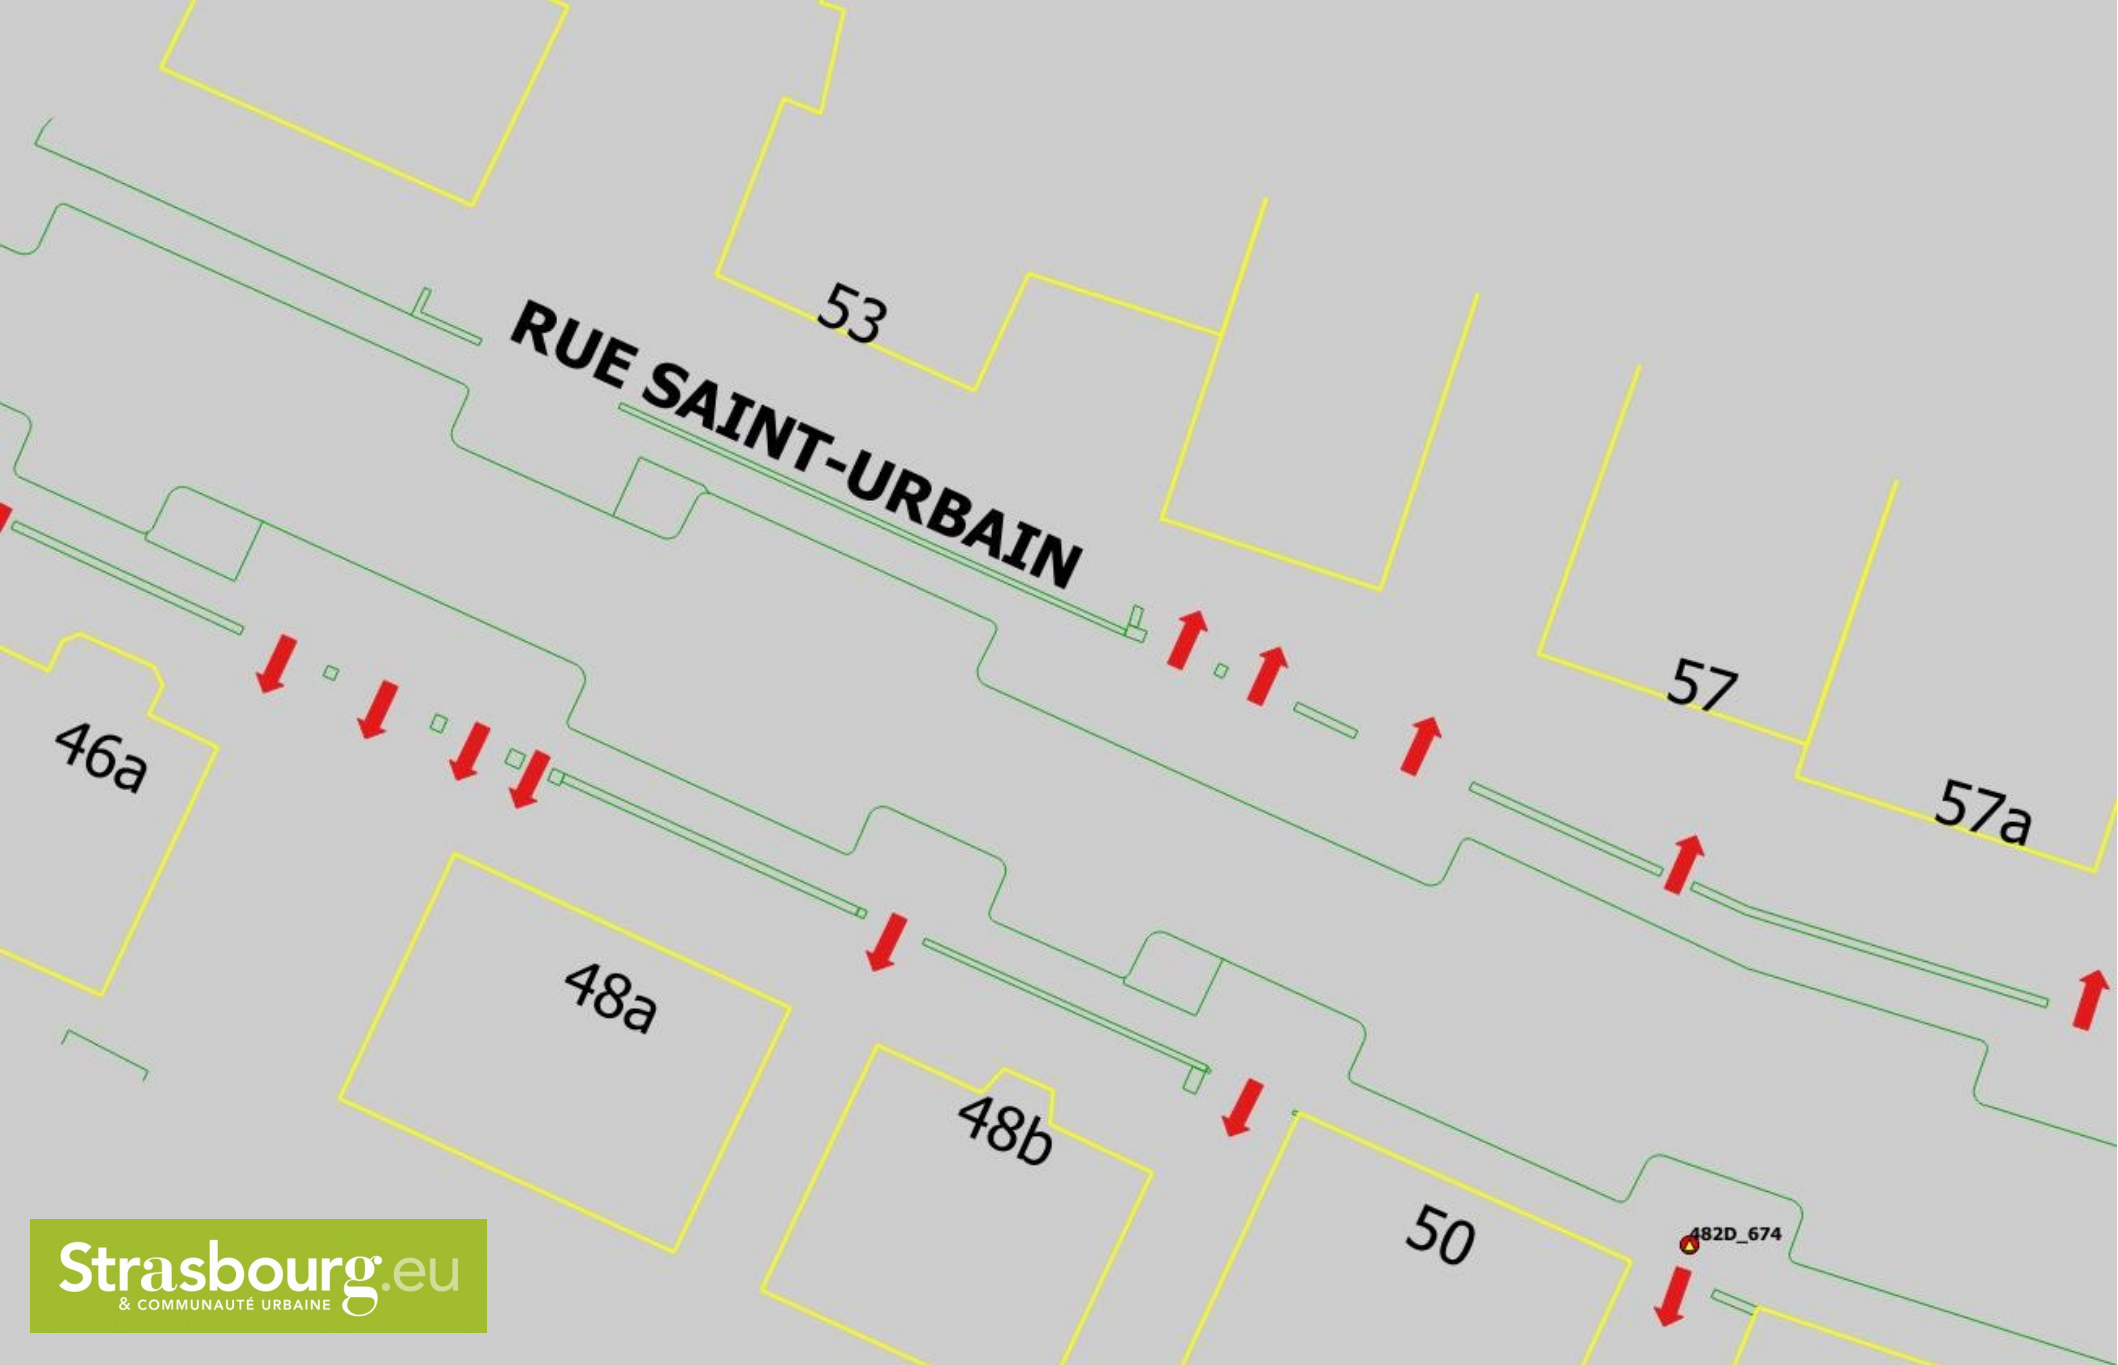 53
RUE SAINT-URBAIN
57
57a
46a
48a
48b
50
482D_674
Strasbourg.eu
& COMMUNAUTÉ URBAINE